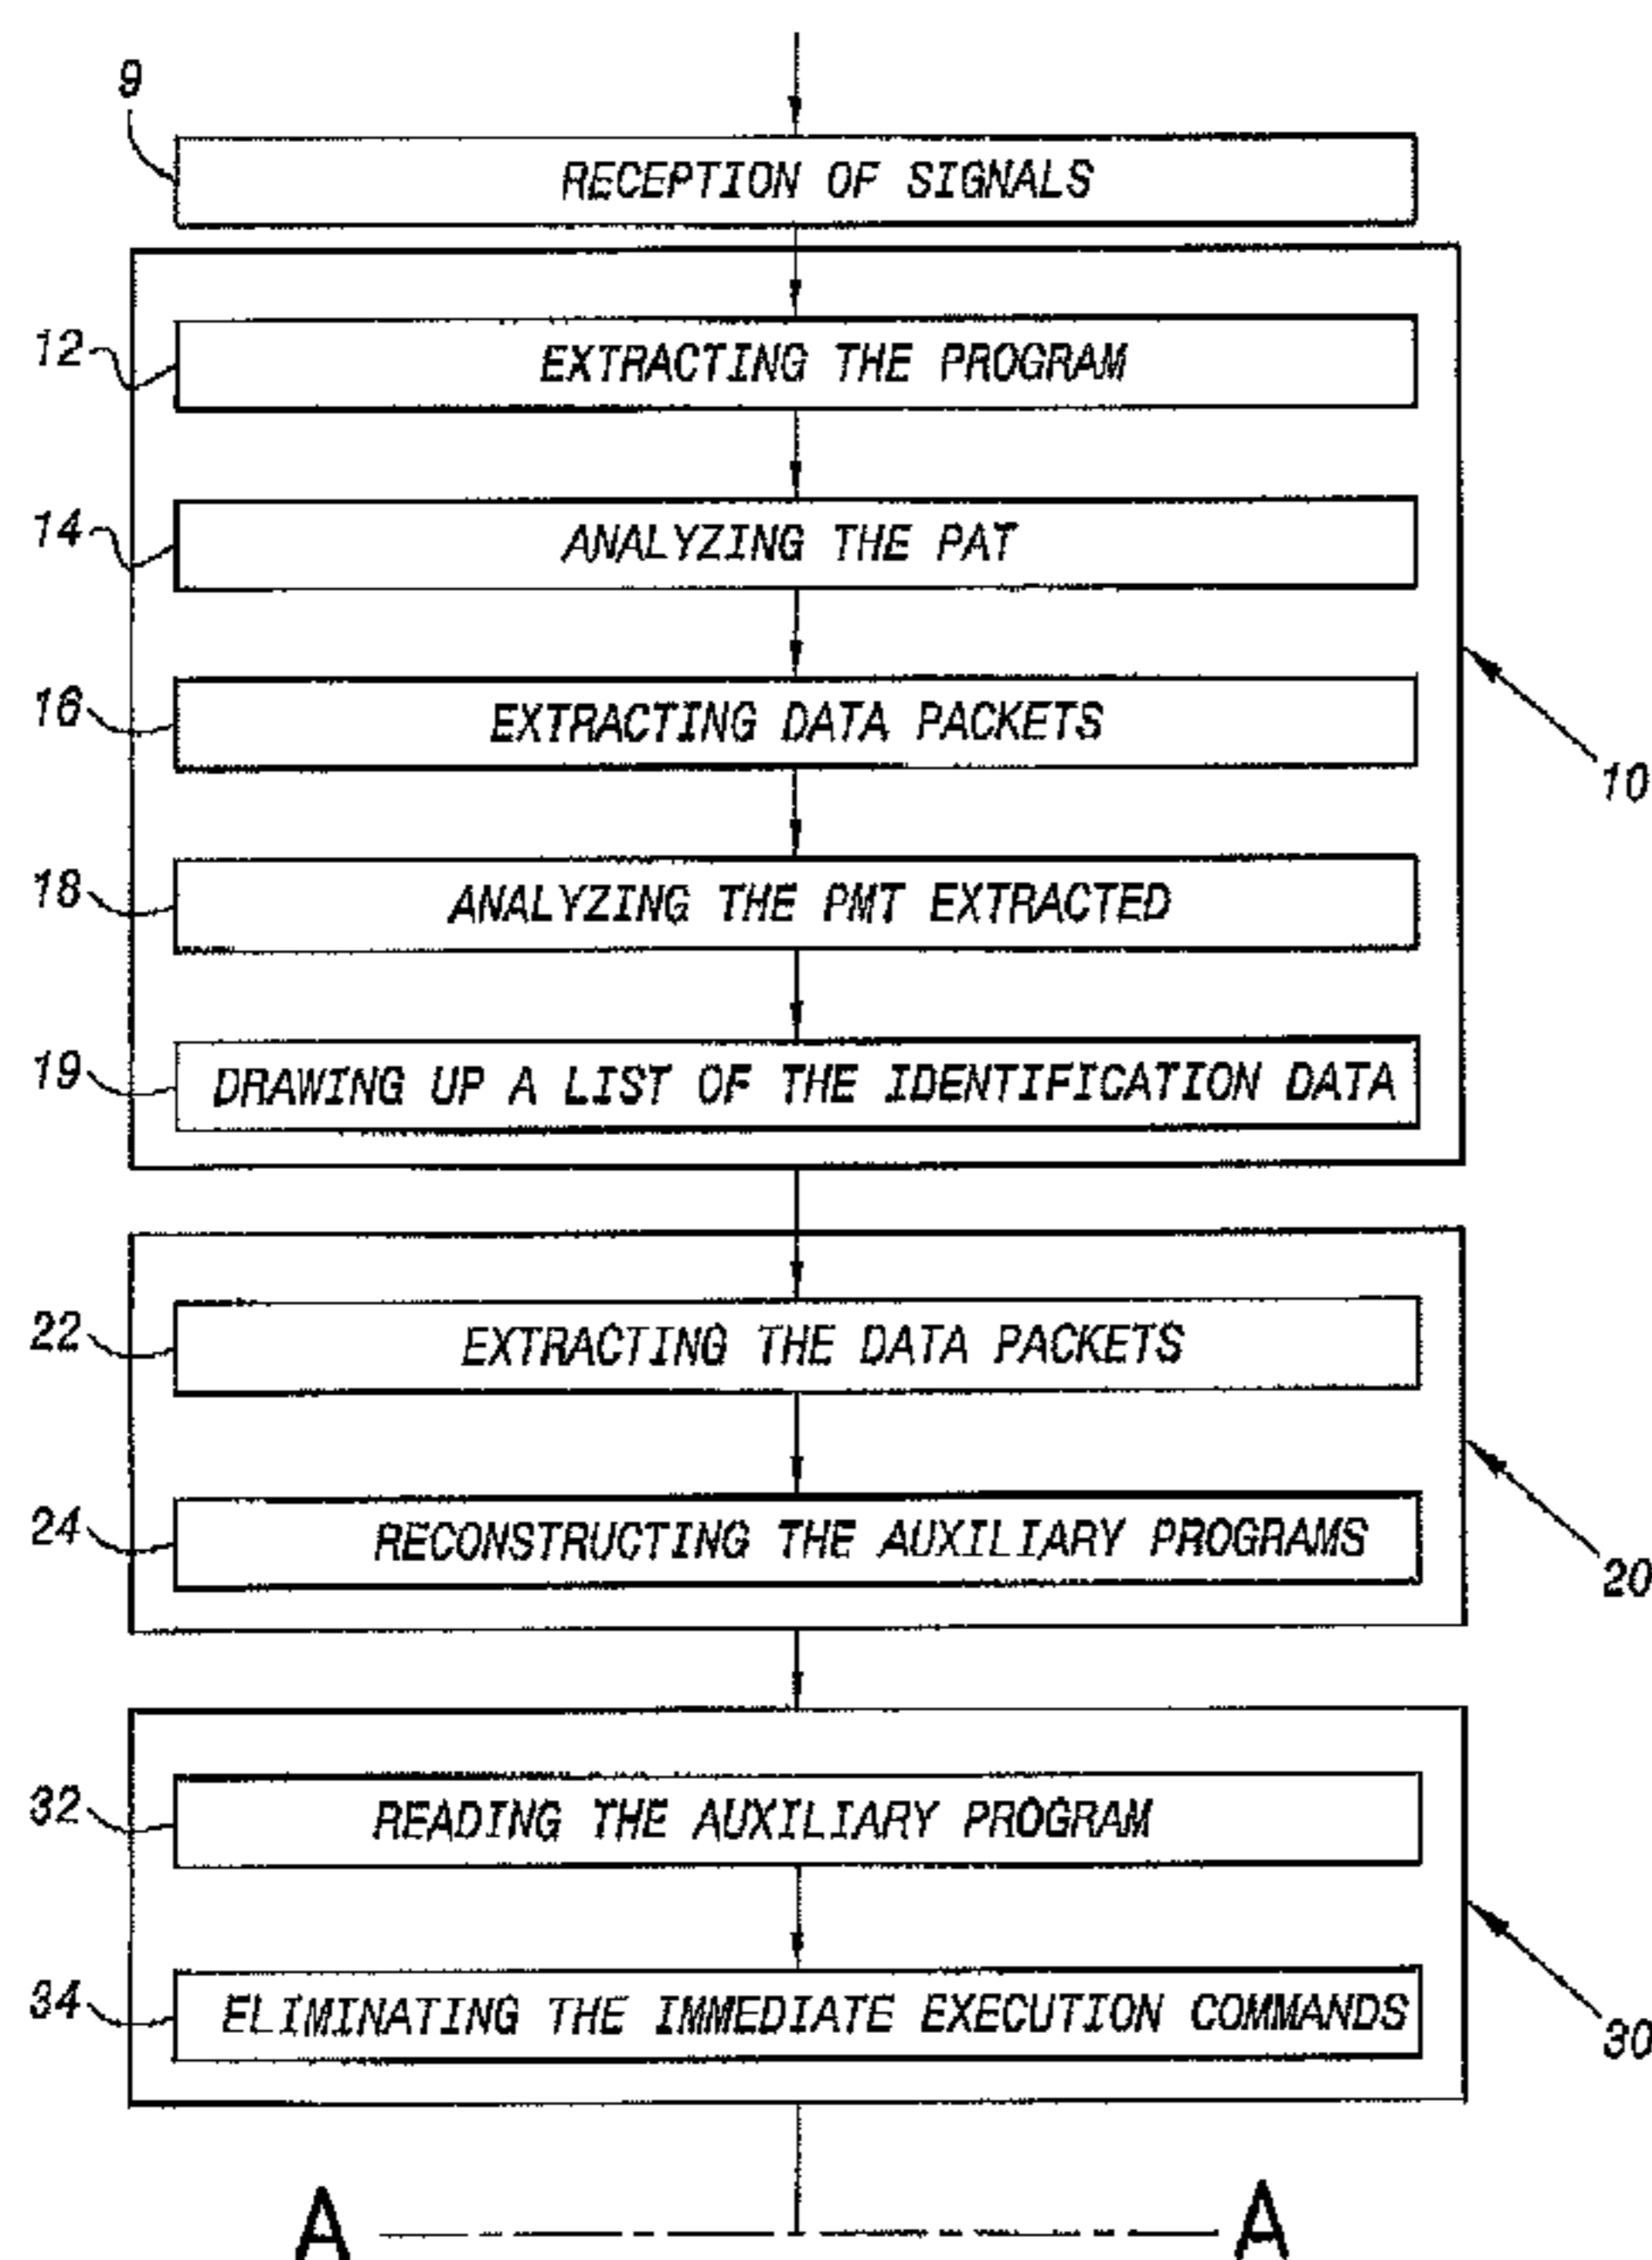 9
RECEPTION OF SIGNALS
12
EXTRACTING THE PROGRAM
14
ANALYZING THE PAT
16
EXTRACTING DATA PACKETS
10
18
ANALYZING THE PMT EXTRACTED
19
DRAWING UP A LIST OF THE IDENTIFICATION DATA
22
EXTRACTING THE DATA PACKETS
24
RECONSTRUCTING THE AUXILIARY PROGRAMS
20
32
READING THE AUXILIARY PROGRAM
34
ELIMINATING THE IMMEDIATE EXECUTION COMMANDS
30
A A